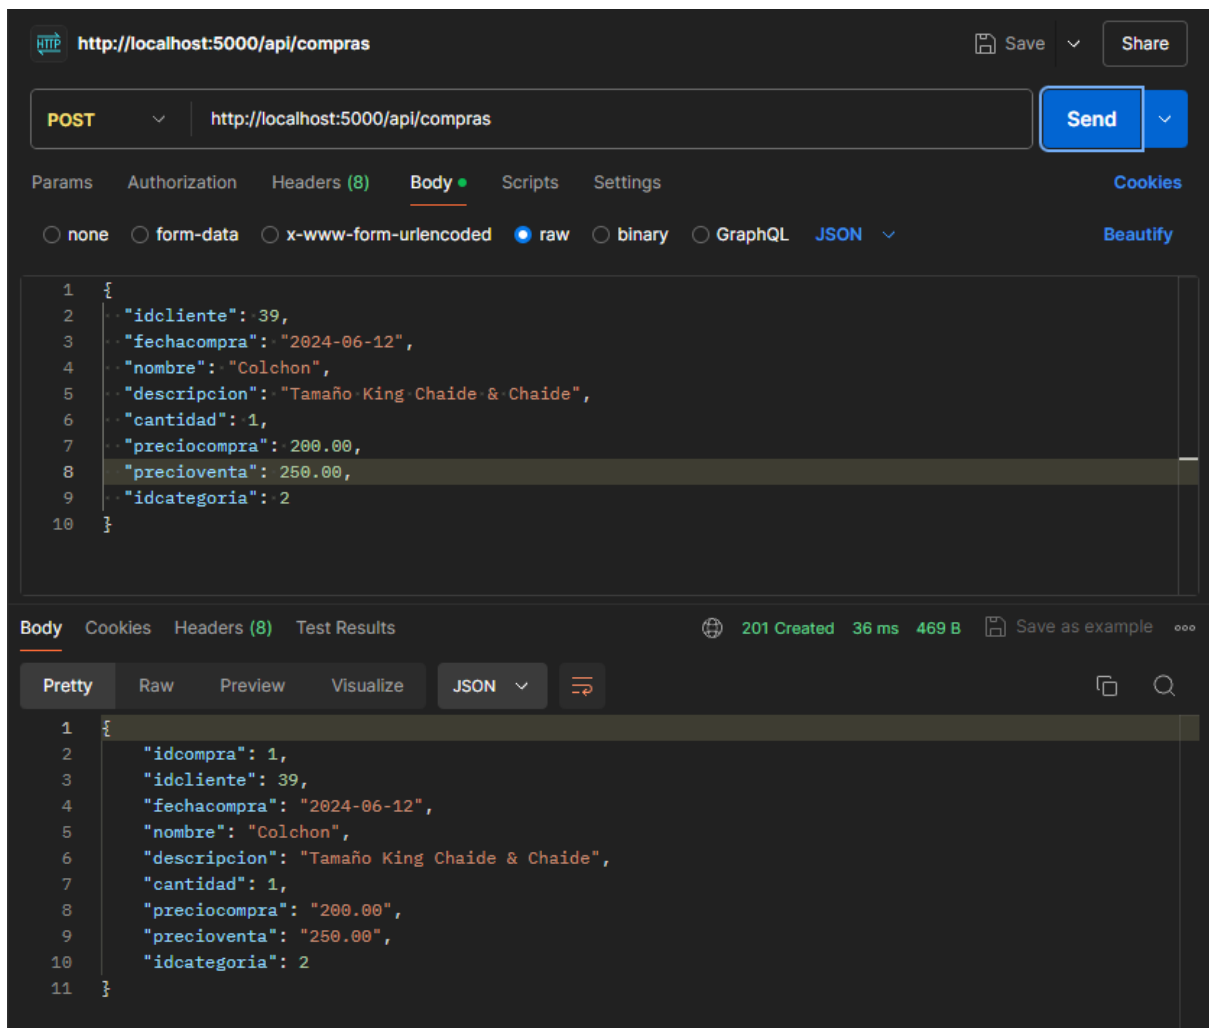 HTTP http://localhost:5000/api/compras Save Share
POST http://localhost:5000/api/compras Send
Params Authorization Headers (8) Body Scripts Settings Cookies
none form-data x-www-form-urlencoded raw binary GraphQL JSON Beautify
1 {
2 "idcliente": 39,
3 "fechacompra": "2024-06-12",
4 "nombre": "Colchon",
5 "descripcion": "Tamaño King Chaide & Chaide",
6 "cantidad": 1,
7 "preciocompra": 200.00,
8 "precioventa": 250.00,
9 "idcategoria": 2
10 }
Body Cookies Headers (8) Test Results 201 Created 36 ms 469 B Save as example
Pretty Raw Preview Visualize JSON
1 {
2 "idcompra": 1,
3 "idcliente": 39,
4 "fechacompra": "2024-06-12",
5 "nombre": "Colchon",
6 "descripcion": "Tamaño King Chaide & Chaide",
7 "cantidad": 1,
8 "preciocompra": "200.00",
9 "precioventa": "250.00",
10 "idcategoria": 2
11 }